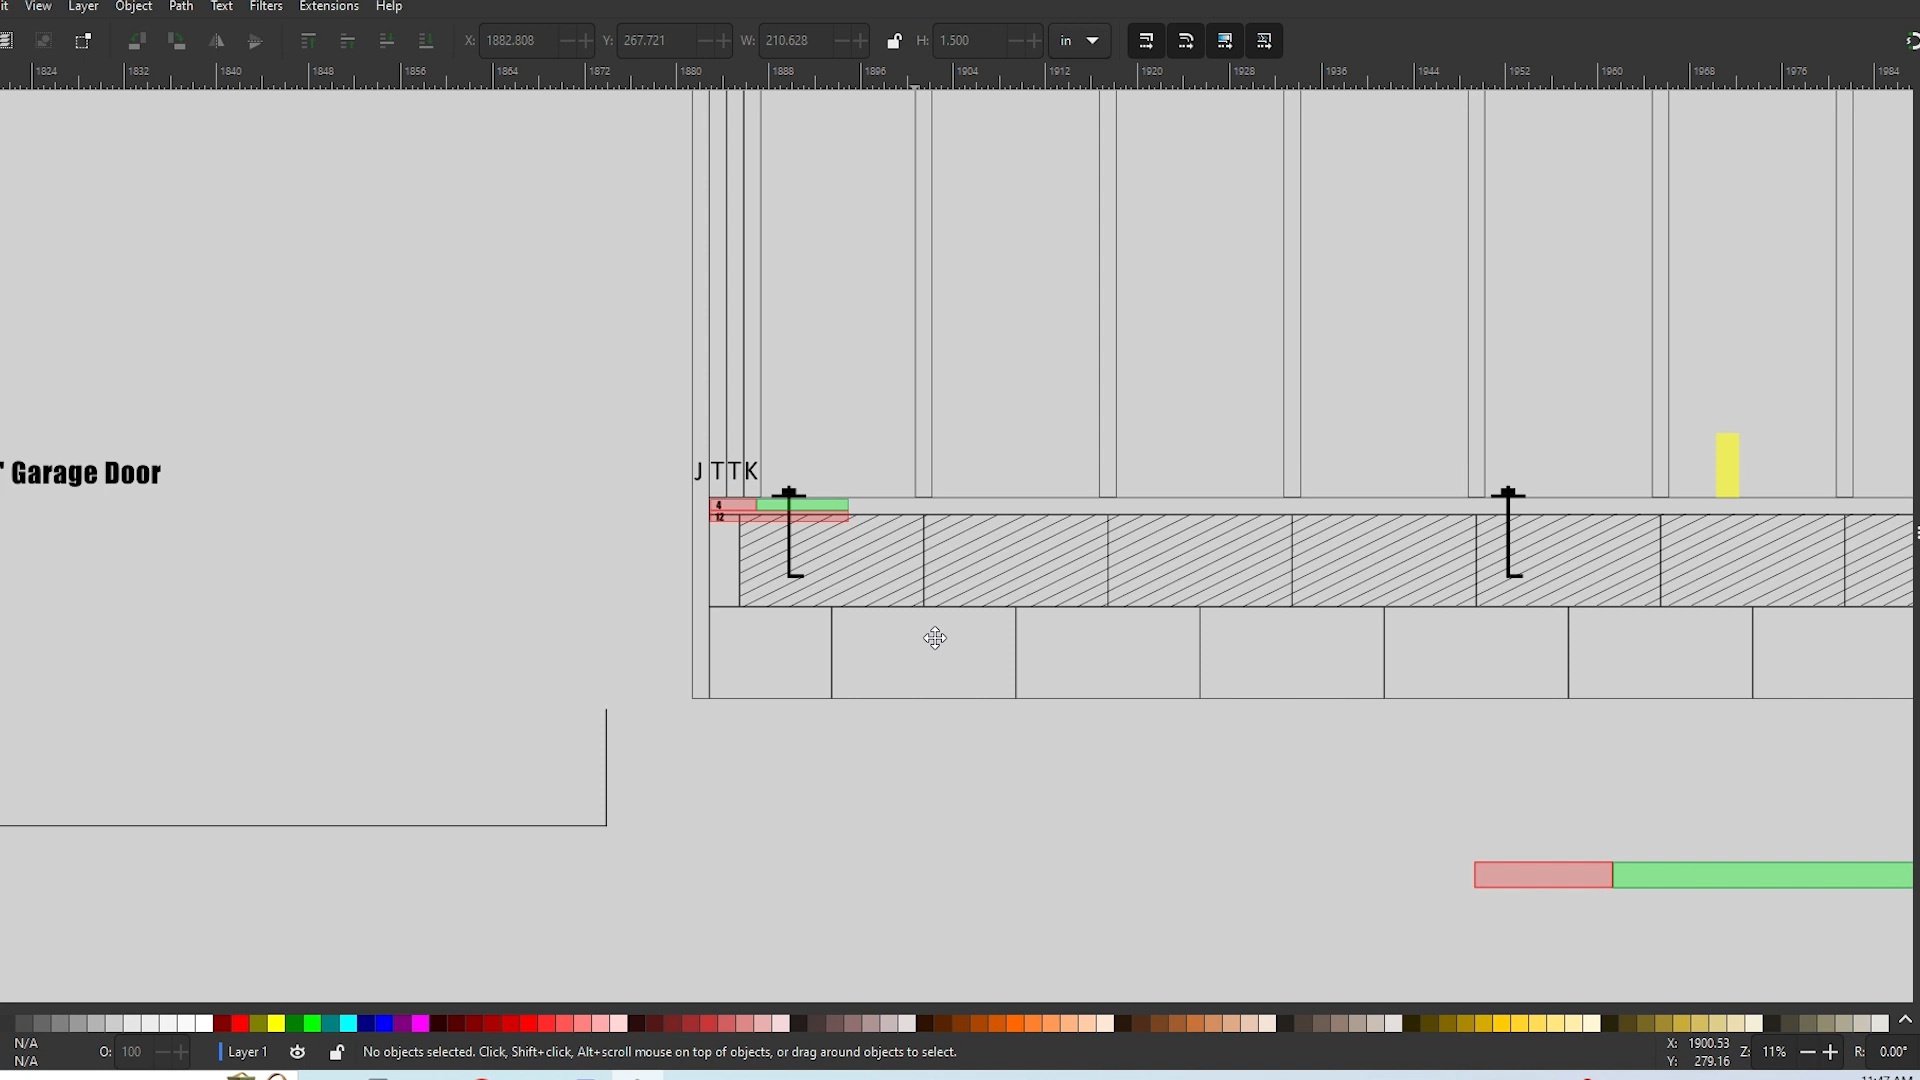 View Layer Object Path Text Filters Extensions Help
X: 1882.808 Y: 267.721 W: 210.628 H: 1.500 in
1824 1832 1840 1848 1856 1864 1872 1880 1888 1896 1904 1912 1920 1928 1936 1944 1952 1960 1968 1976 1984
' Garage Door
J T T K
4
12
N/A
N/A
O: 100
Layer 1
No objects selected. Click, Shift+click, Alt+scroll mouse on top of objects, or drag around objects to select.
X: 1900.53
Y: 279.16
Z: 11%
R: 0.00°